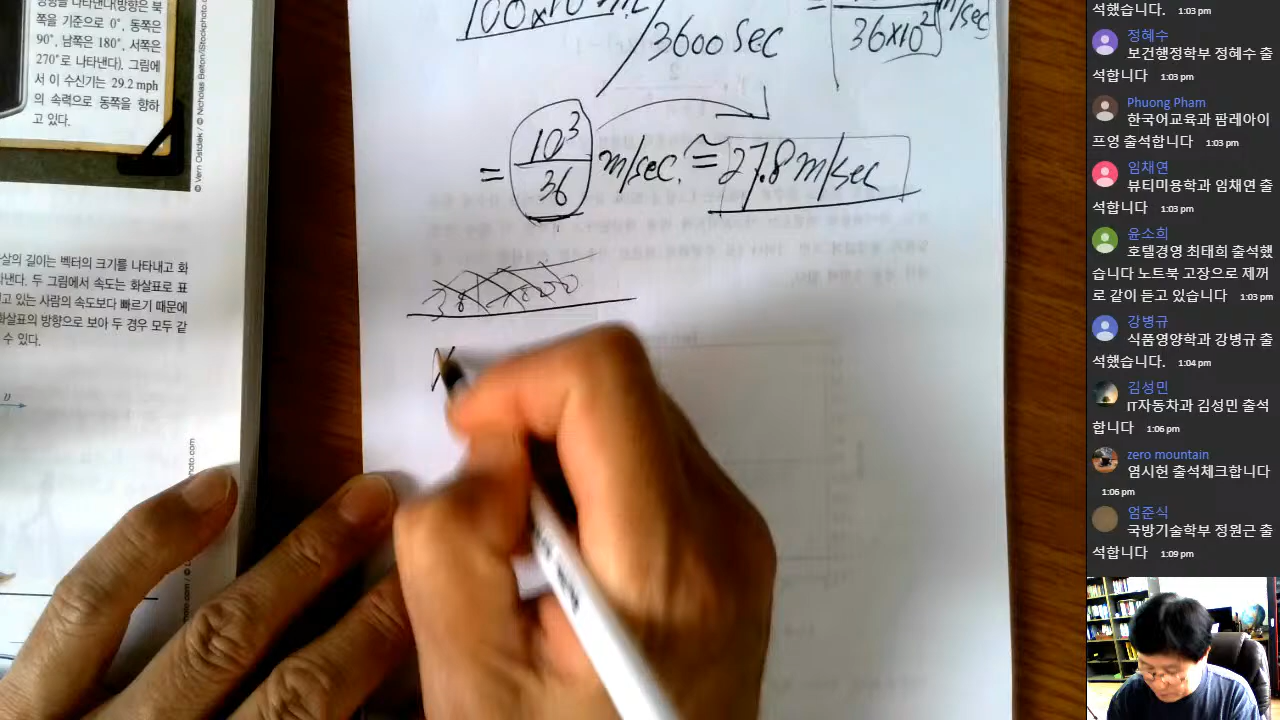 방향을 나타낸다(방향은 북
쪽을 기준으로 0°, 동쪽은
90°, 남쪽은 180°, 서쪽은
270°로 나타낸다). 그림에
서 이 수신기는 29.2 mph
의 속력으로 동쪽을 향하
고 있다.
© Vern Ostdiek / © Nicholas Belton/iStockphoto.com
살의 길이는 벡터의 크기를 나타내고 화
타낸다. 두 그림에서 속도는 화살표로 표
고 있는 사람의 속도보다 빠르기 때문에
화살표의 방향으로 보아 두 경우 모두 같
수 있다.
υ
/3600 sec
36×10² m/sec
= 10³/36 m/sec. ≅ 27.8 m/sec
석했습니다. 1:03 pm
정혜수
보건행정학부 정혜수 출
석합니다 1:03 pm
Phuong Pham
한국어교육과 팜레아이
프엉 출석합니다 1:03 pm
임채연
뷰티미용학과 임채연 출
석합니다 1:03 pm
윤소희
호텔경영 최태희 출석했
습니다 노트북 고장으로 제꺼
로 같이 듣고 있습니다 1:03 pm
강병규
식품영양학과 강병규 출
석했습니다. 1:04 pm
김성민
IT자동차과 김성민 출석
합니다 1:06 pm
zero mountain
염시헌 출석체크합니다
1:06 pm
엄준식
국방기술학부 정원근 출
석합니다 1:09 pm